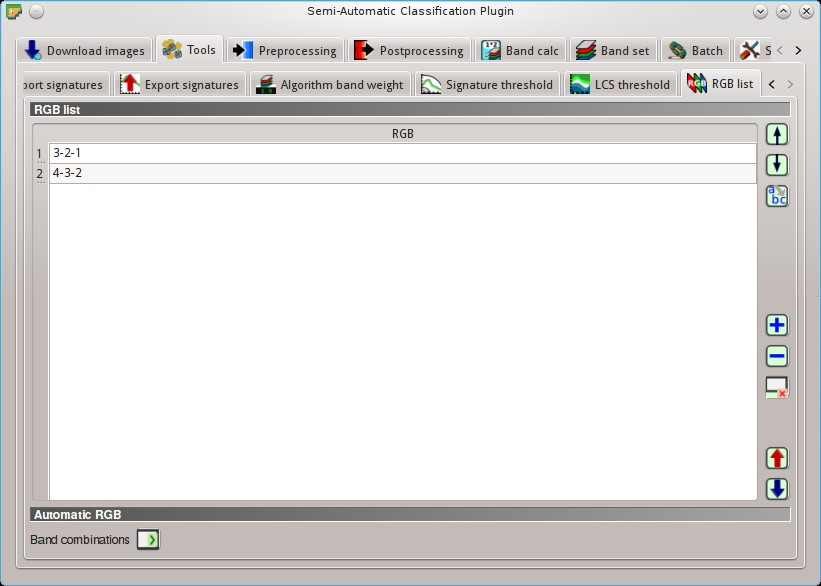 Semi-Automatic Classification Plugin
Download images Tools Preprocessing Postprocessing Band calc Band set Batch S
port signatures Export signatures Algorithm band weight Signature threshold LCS threshold RGB list
RGB list
RGB
1 3-2-1
2 4-3-2
a
bc
Automatic RGB
Band combinations